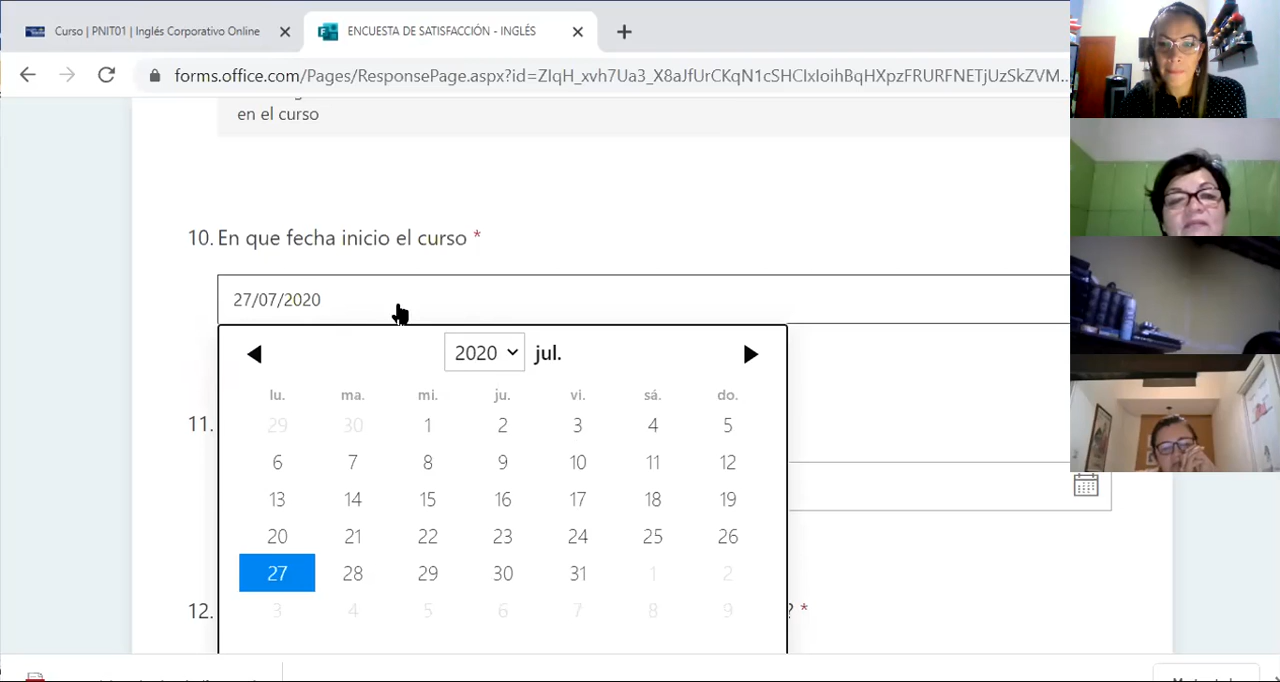 Curso | PNIT01 | Inglés Corporativo Online
ENCUESTA DE SATISFACCIÓN - INGLÉS
forms.office.com/Pages/ResponsePage.aspx?id=ZIqH_xvh7Ua3_X8aJfUrCKqN1cSHCIxIoihBqHXpzFRURFNETjUzSkZVM...
en el curso
10. En que fecha inicio el curso *
27/07/2020
2020 jul.
lu. ma. mi. ju. vi. sá. do.
29 30 1 2 3 4 5
11.
6 7 8 9 10 11 12
13 14 15 16 17 18 19
20 21 22 23 24 25 26
27 28 29 30 31 1 2
12. 3 4 5 6 7 8 9 ? *